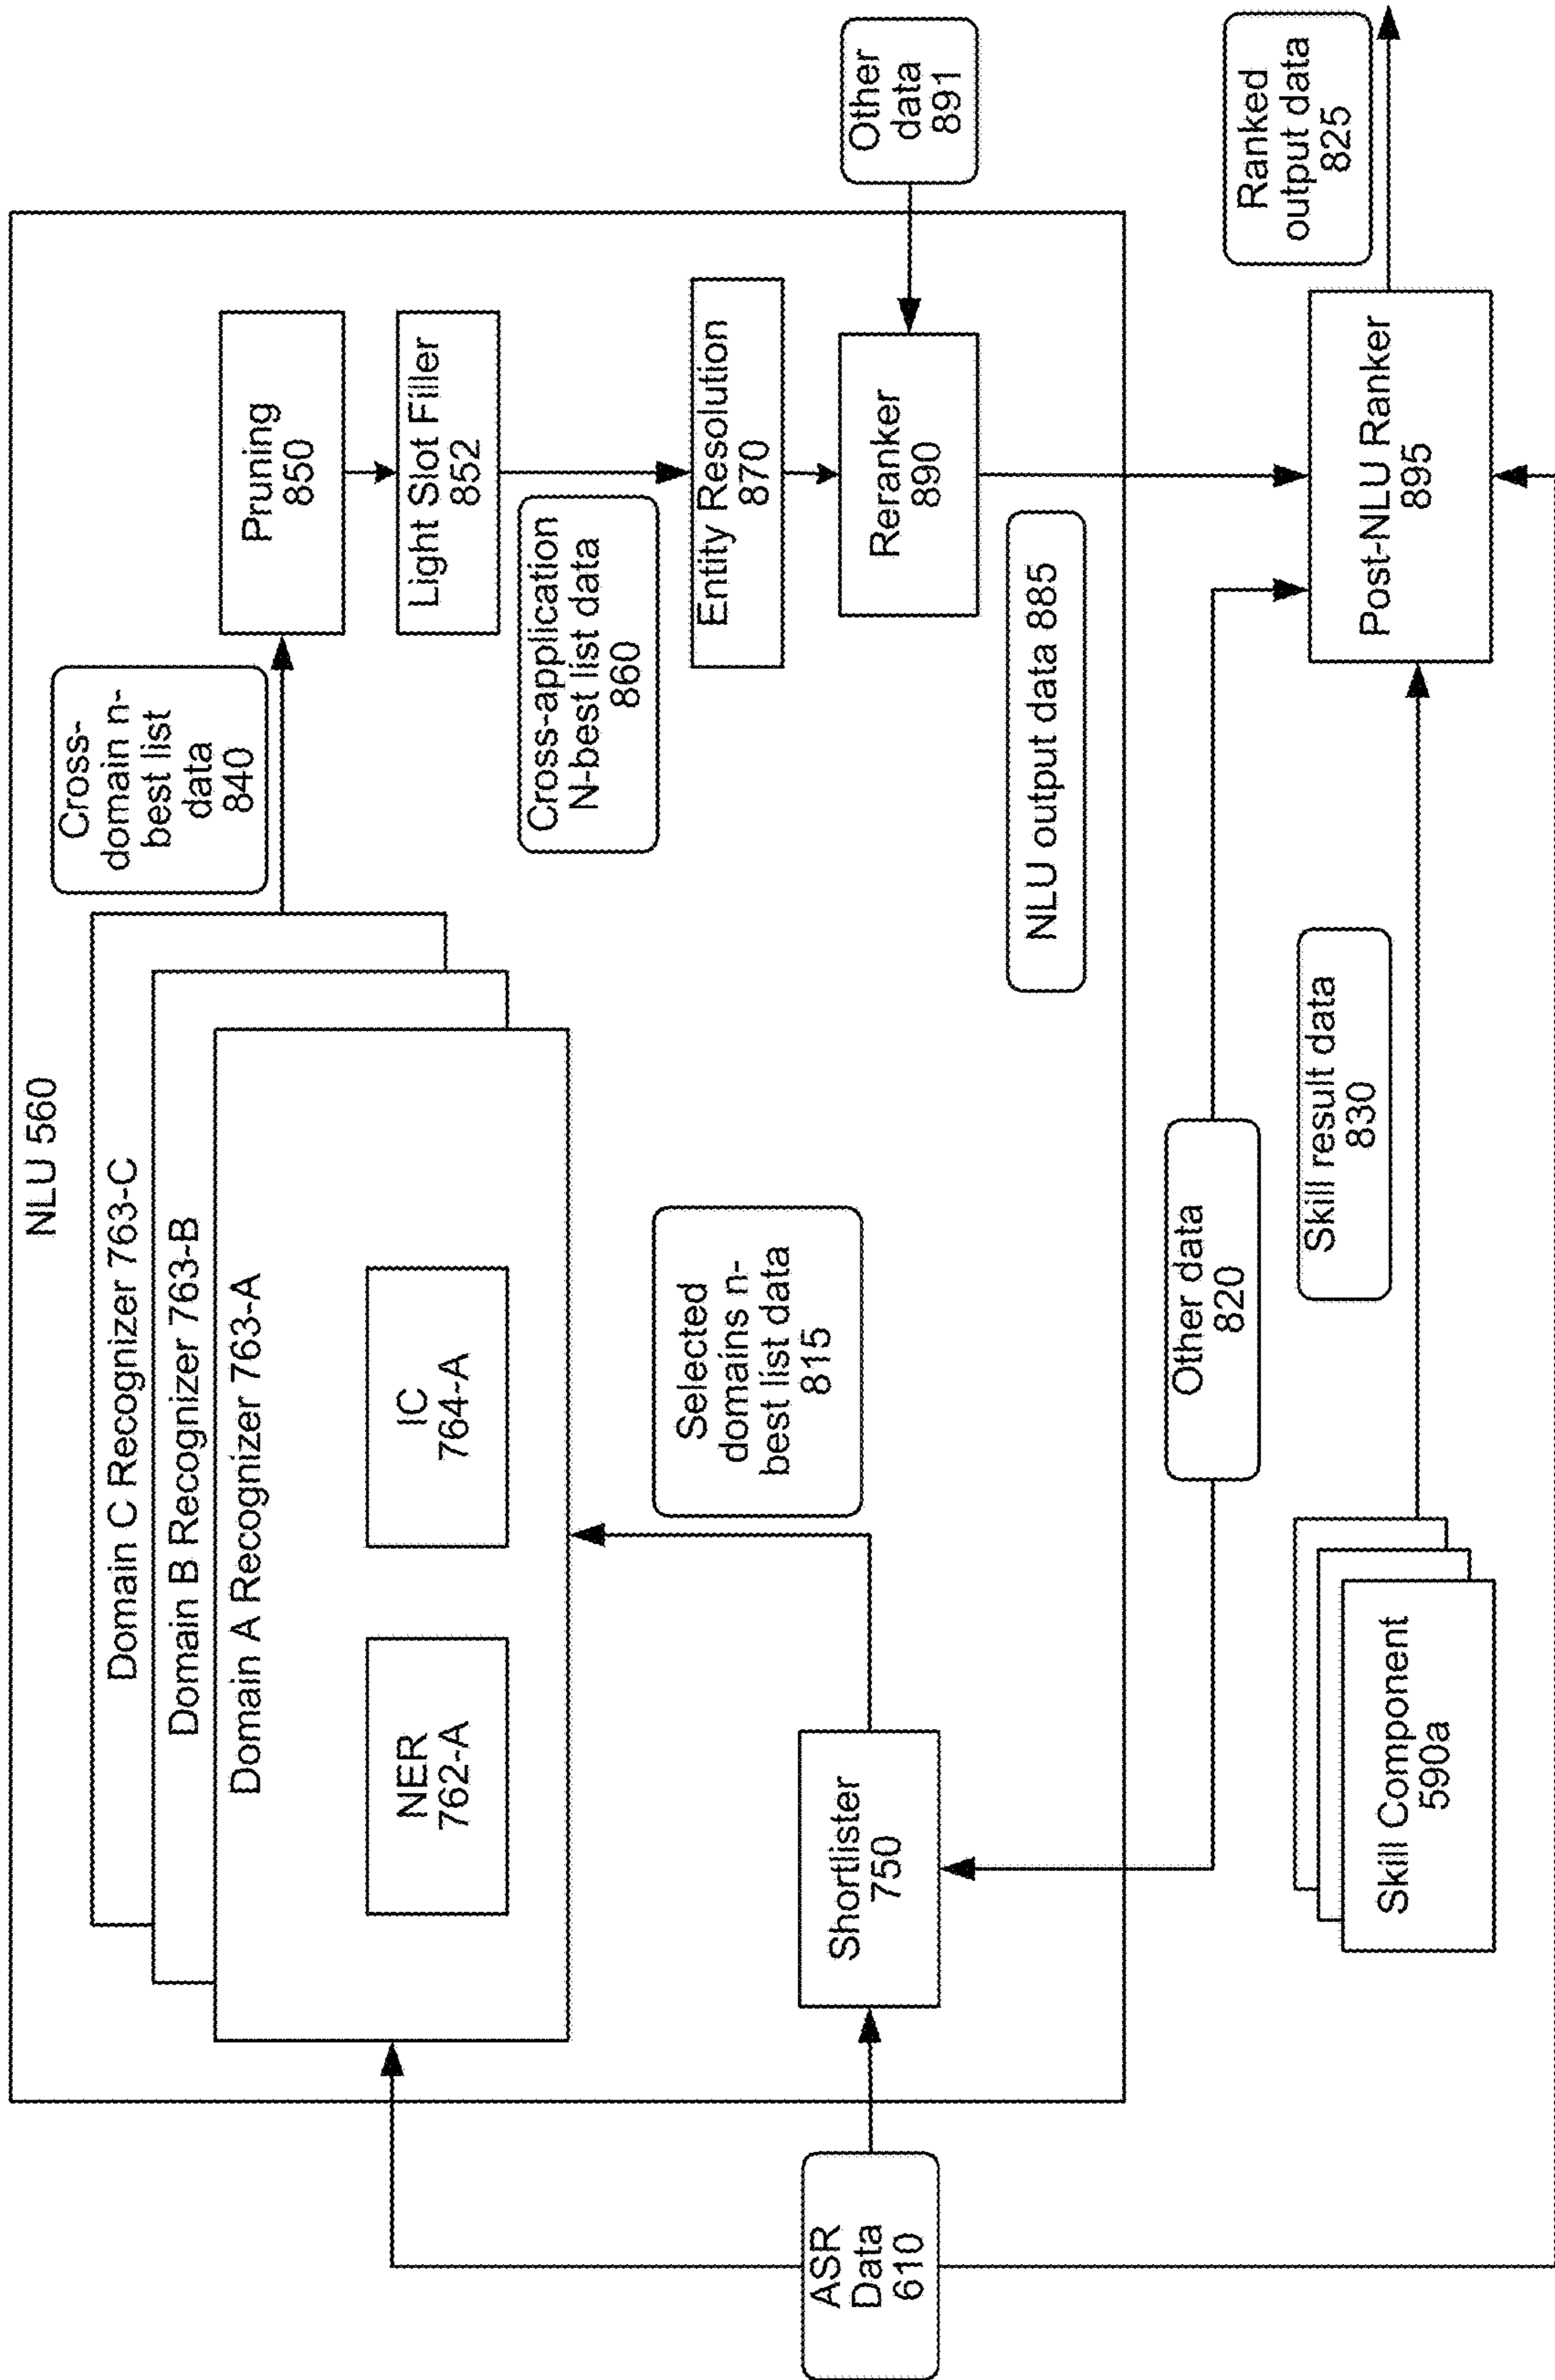 NLU 560
Domain C Recognizer 763-C
Domain B Recognizer 763-B
Domain A Recognizer 763-A
NER
762-A
IC
764-A
Cross-
domain n-
best list
data
840
Pruning
850
Light Slot Filler
852
Cross-application
N-best list data
860
Entity Resolution
870
Reranker
890
Other
data
891
Selected
domains n-
best list data
815
Shortlister
750
ASR
Data
610
NLU output data 885
Other data
820
Skill result data
830
Skill Component
590a
Post-NLU Ranker
895
Ranked
output data
825